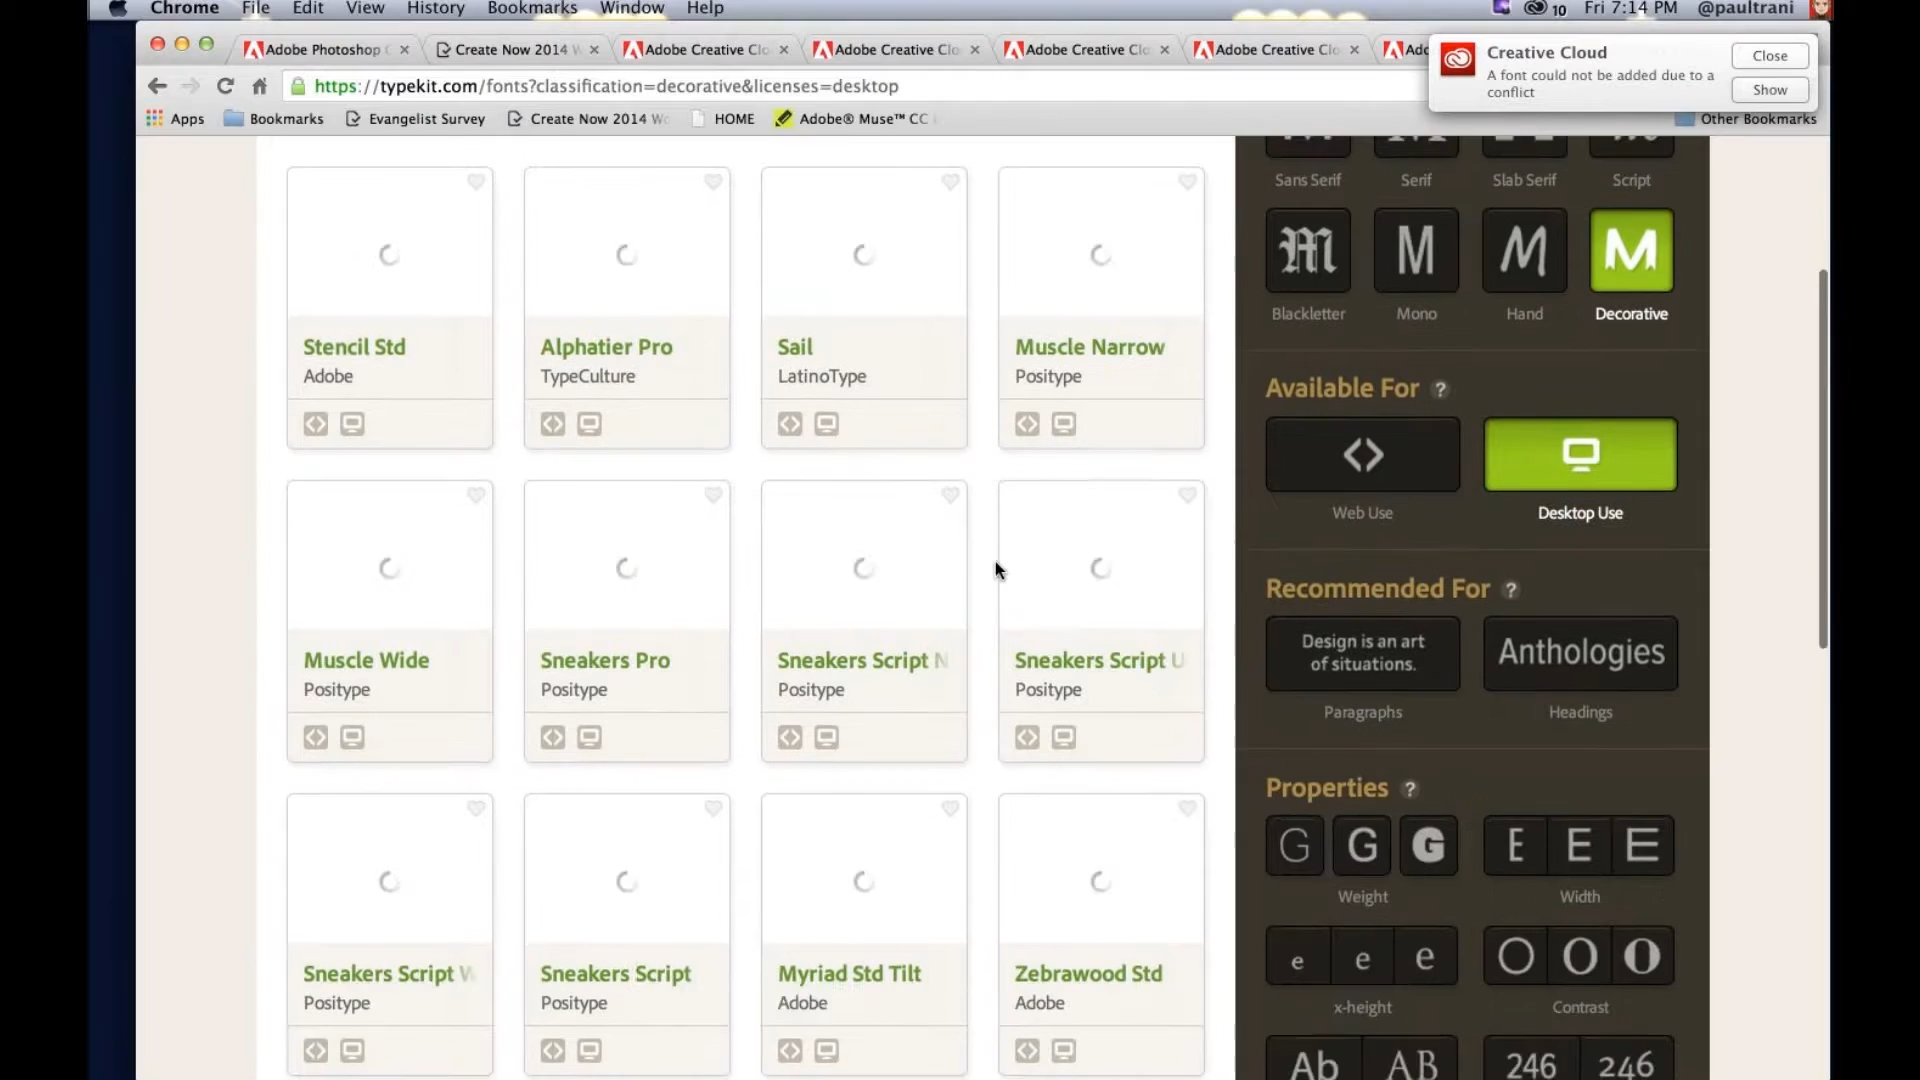 Chrome File Edit View History Bookmarks Window Help 10 Fri 7:14 PM @paultrani
Adobe Photoshop C Create Now 2014 W Adobe Creative Clo Adobe Creative Clo Adobe Creative Clo Adobe Creative Clo Ado
Creative Cloud
A font could not be added due to a
conflict
Close
Show
https://typekit.com/fonts?classification=decorative&licenses=desktop
Apps Bookmarks Evangelist Survey Create Now 2014 Wo HOME Adobe® Muse™ CC Other Bookmarks
Stencil Std
Adobe
Alphatier Pro
TypeCulture
Sail
LatinoType
Muscle Narrow
Positype
Muscle Wide
Positype
Sneakers Pro
Positype
Sneakers Script N
Positype
Sneakers Script U
Positype
Sneakers Script W
Positype
Sneakers Script
Positype
Myriad Std Tilt
Adobe
Zebrawood Std
Adobe
Sans Serif Serif Slab Serif Script
M M M M
Blackletter Mono Hand Decorative
Available For ?
Web Use Desktop Use
Recommended For ?
Design is an art
of situations.
Anthologies
Paragraphs Headings
Properties ?
G G G E E E
Weight Width
e e e O O O
x-height Contrast
Ab AB 246 246